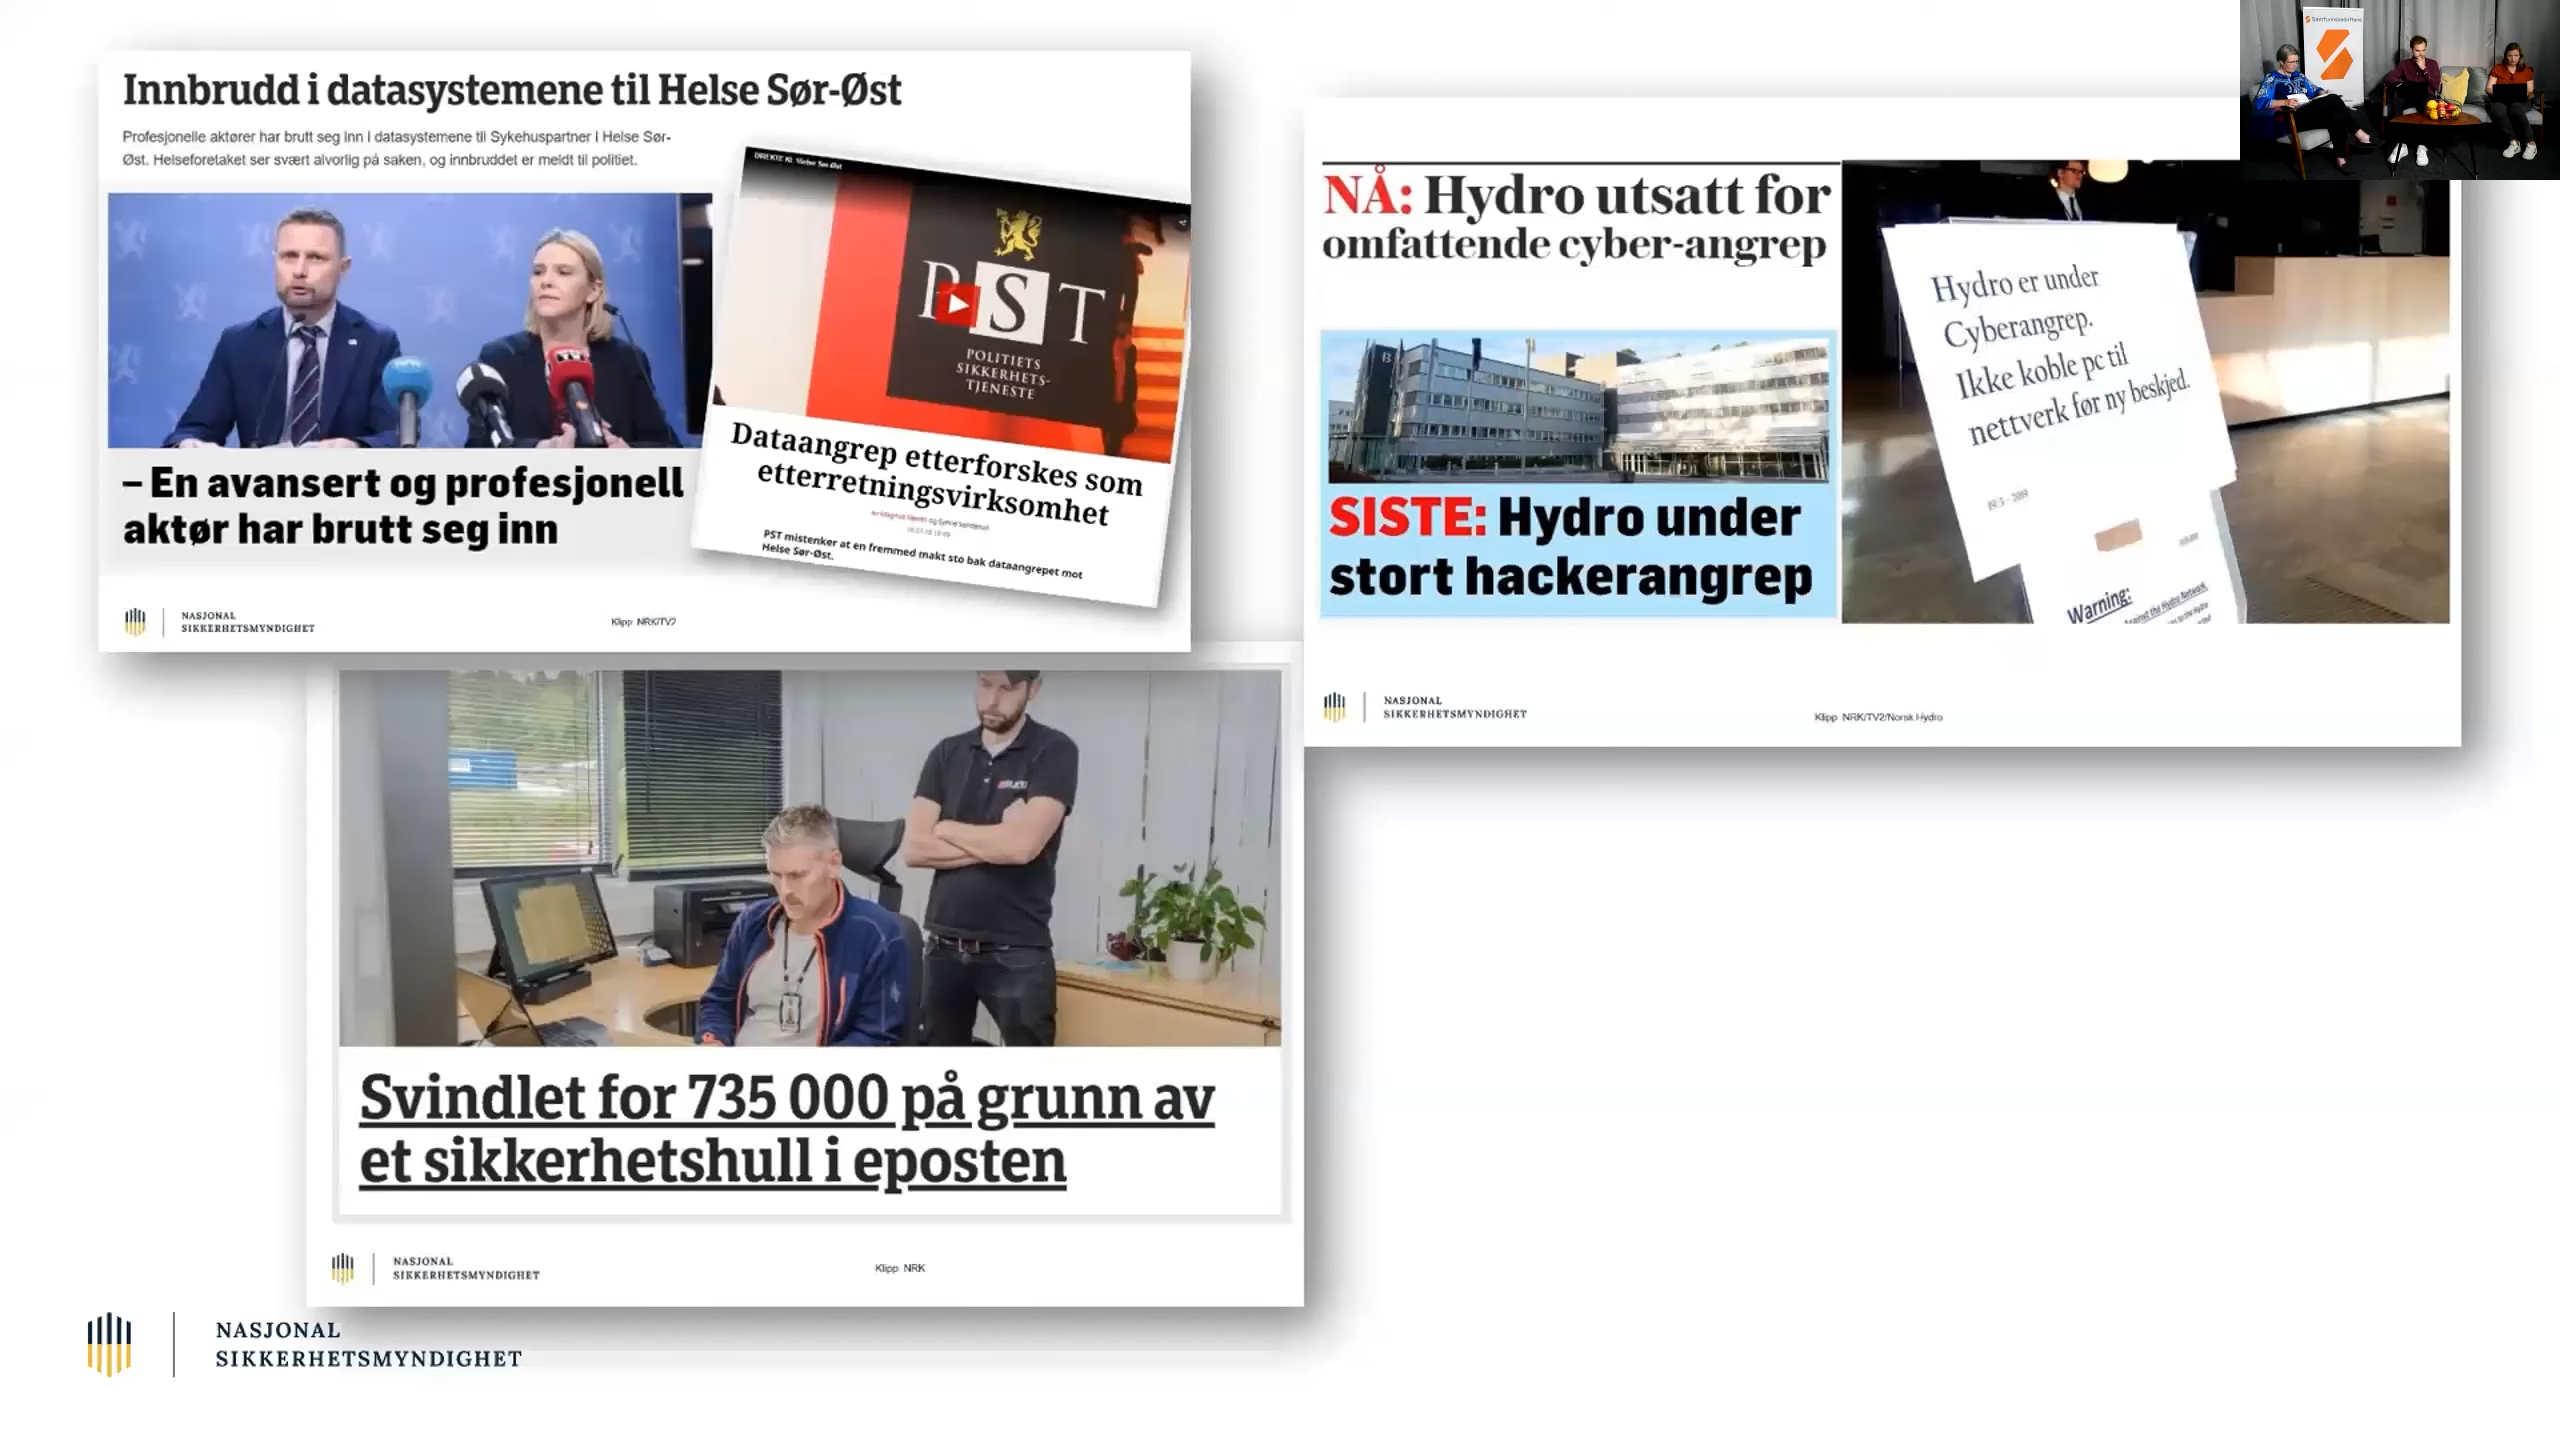 Innbrudd i datasystemene til Helse Sør-Øst
Profesjonelle aktører har brutt seg inn i datasystemene til Sykehuspartner i Helse Sør-
Øst. Helseforetaket ser svært alvorlig på saken, og innbruddet er meldt til politiet.
– En avansert og profesjonell
aktør har brutt seg inn
PST
POLITIETS
SIKKERHETS-
TJENESTE
Dataangrep etterforskes som
etterretningsvirksomhet
PST mistenker at en fremmed makt sto bak dataangrepet mot
Helse Sør-Øst.
NASJONAL
SIKKERHETSMYNDIGHET
Klipp: NRK/TV2
NÅ: Hydro utsatt for
omfattende cyber-angrep
SISTE: Hydro under
stort hackerangrep
Hydro er under
Cyberangrep.
Ikke koble pc til
nettverk før ny beskjed.
Warning:
NASJONAL
SIKKERHETSMYNDIGHET
Klipp: NRK/TV2/Norsk Hydro
Samfunnsbedriftene
Svindlet for 735 000 på grunn av
et sikkerhetshull i eposten
NASJONAL
SIKKERHETSMYNDIGHET
Klipp: NRK
NASJONAL
SIKKERHETSMYNDIGHET